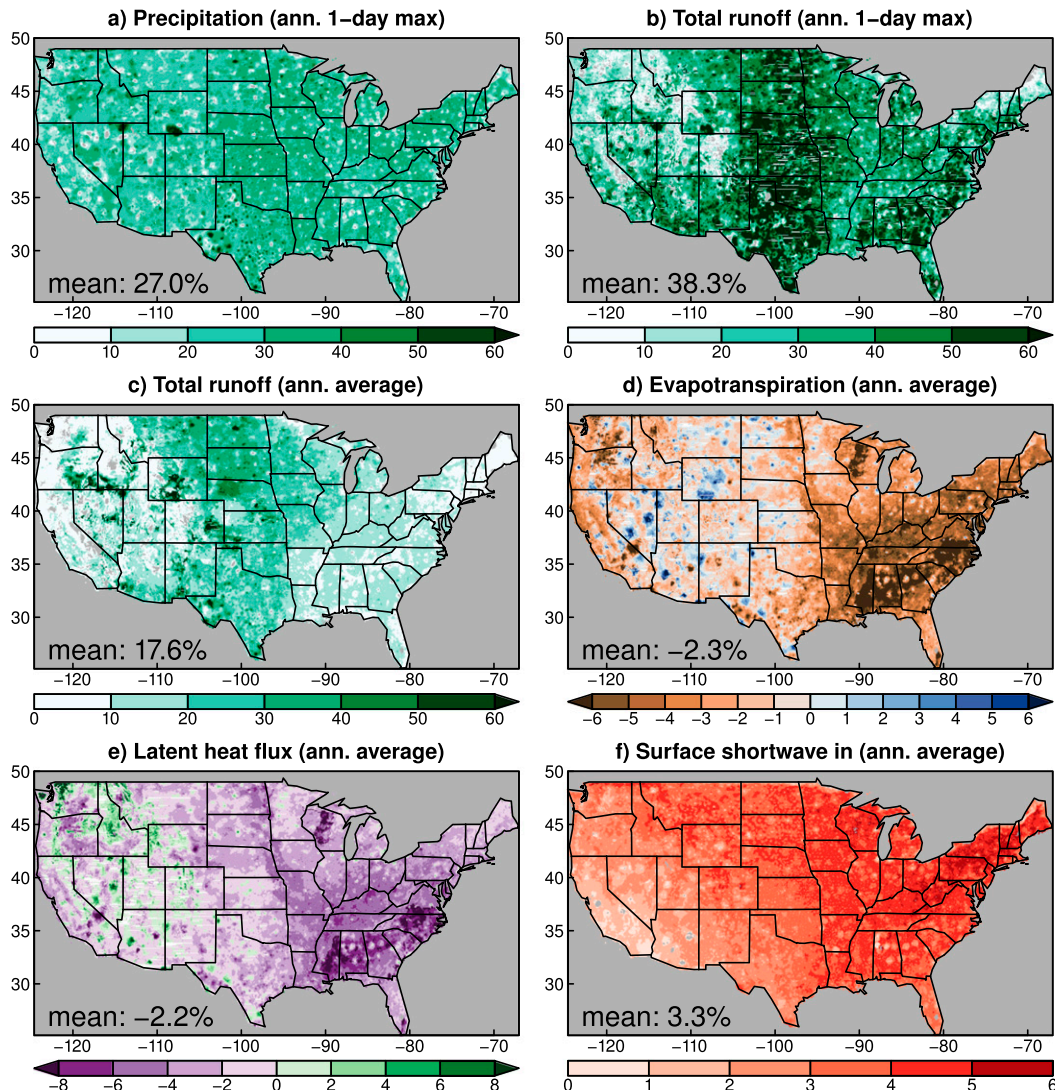 a) Precipitation (ann. 1−day max)
50
45
40
35
30
mean: 27.0%
−120 −110 −100 −90 −80 −70
0 10 20 30 40 50 60
b) Total runoff (ann. 1−day max)
50
45
40
35
30
mean: 38.3%
−120 −110 −100 −90 −80 −70
0 10 20 30 40 50 60
c) Total runoff (ann. average)
50
45
40
35
30
mean: 17.6%
−120 −110 −100 −90 −80 −70
0 10 20 30 40 50 60
d) Evapotranspiration (ann. average)
50
45
40
35
30
mean: −2.3%
−120 −110 −100 −90 −80 −70
−6 −5 −4 −3 −2 −1 0 1 2 3 4 5 6
e) Latent heat flux (ann. average)
50
45
40
35
30
mean: −2.2%
−120 −110 −100 −90 −80 −70
−8 −6 −4 −2 0 2 4 6 8
f) Surface shortwave in (ann. average)
50
45
40
35
30
mean: 3.3%
−120 −110 −100 −90 −80 −70
0 1 2 3 4 5 6